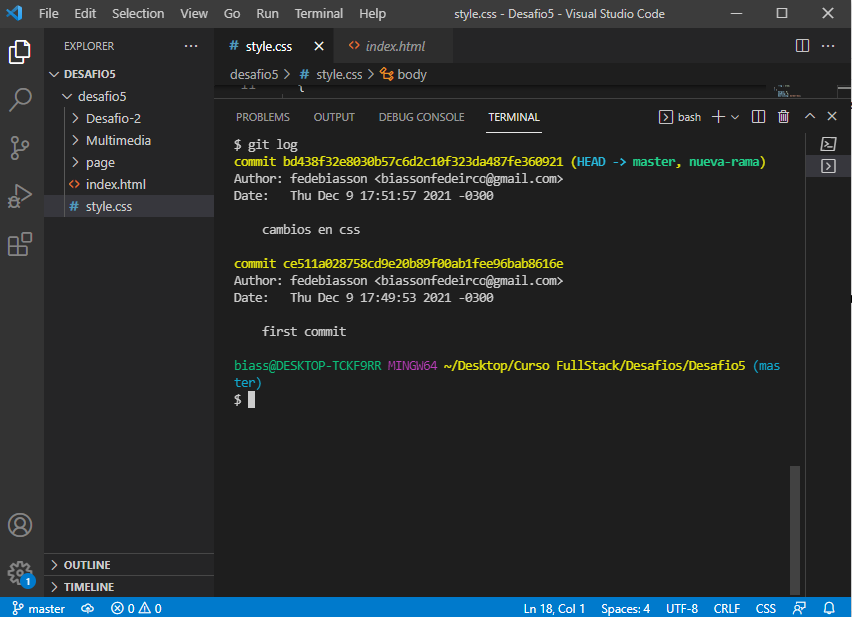 File Edit Selection View Go Run Terminal Help style.css - Desafio5 - Visual Studio Code
EXPLORER
DESAFIO5
desafio5
Desafio-2
Multimedia
page
index.html
style.css
OUTLINE
TIMELINE
style.css index.html
desafio5 > style.css > body
11 {
PROBLEMS OUTPUT DEBUG CONSOLE TERMINAL bash
$ git log
commit bd438f32e8030b57c6d2c10f323da487fe360921 (HEAD -> master, nueva-rama)
Author: fedebiasson <biassonfedeirco@gmail.com>
Date:   Thu Dec 9 17:51:57 2021 -0300
cambios en css
commit ce511a028758cd9e20b89f00ab1fee96bab8616e
Author: fedebiasson <biassonfedeirco@gmail.com>
Date:   Thu Dec 9 17:49:53 2021 -0300
first commit
biass@DESKTOP-TCKF9RR MINGW64 ~/Desktop/Curso FullStack/Desafios/Desafio5 (mas
ter)
$
1
master 0 0 Ln 18, Col 1 Spaces: 4 UTF-8 CRLF CSS